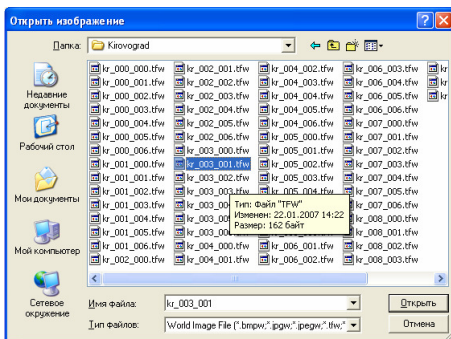 Открыть изображение
Папка: Kirovograd
kr_000_000.tfw kr_002_001.tfw kr_004_002.tfw kr_006_003.tfw kr
kr_000_001.tfw kr_002_002.tfw kr_004_003.tfw kr_006_004.tfw kr
kr_000_002.tfw kr_002_003.tfw kr_004_004.tfw kr_006_005.tfw kr
kr_000_003.tfw kr_002_004.tfw kr_004_005.tfw kr_006_006.tfw
kr_000_004.tfw kr_002_005.tfw kr_004_006.tfw kr_007_000.tfw
kr_000_005.tfw kr_002_006.tfw kr_005_000.tfw kr_007_001.tfw
kr_000_006.tfw kr_003_000.tfw kr_005_001.tfw kr_007_002.tfw
kr_001_000.tfw kr_003_001.tfw kr_005_002.tfw kr_007_003.tfw
kr_001_001.tfw kr_003_002.tfw kr_005_003.tfw kr_007_004.tfw
kr_001_002.tfw kr_003_003.tfw kr_005_004.tfw kr_007_005.tfw
kr_001_003.tfw kr_003_00 kr_007_006.tfw
kr_001_004.tfw kr_003_00 kr_008_000.tfw
kr_001_005.tfw kr_003_00 kr_008_001.tfw
kr_001_006.tfw kr_004_000.tfw kr_006_001.tfw kr_008_002.tfw
kr_002_000.tfw kr_004_001.tfw kr_006_002.tfw kr_008_003.tfw
Тип: Файл "TFW"
Изменен: 22.01.2007 14:22
Размер: 162 байт
Недавние
документы
Рабочий стол
Мои документы
Мой компьютер
Сетевое
окружение
Имя файла: kr_003_001 Открыть
Тип файлов: World Image File (*.bmpw;*.jpgw;*.jpegw;*.tfw;* Отмена